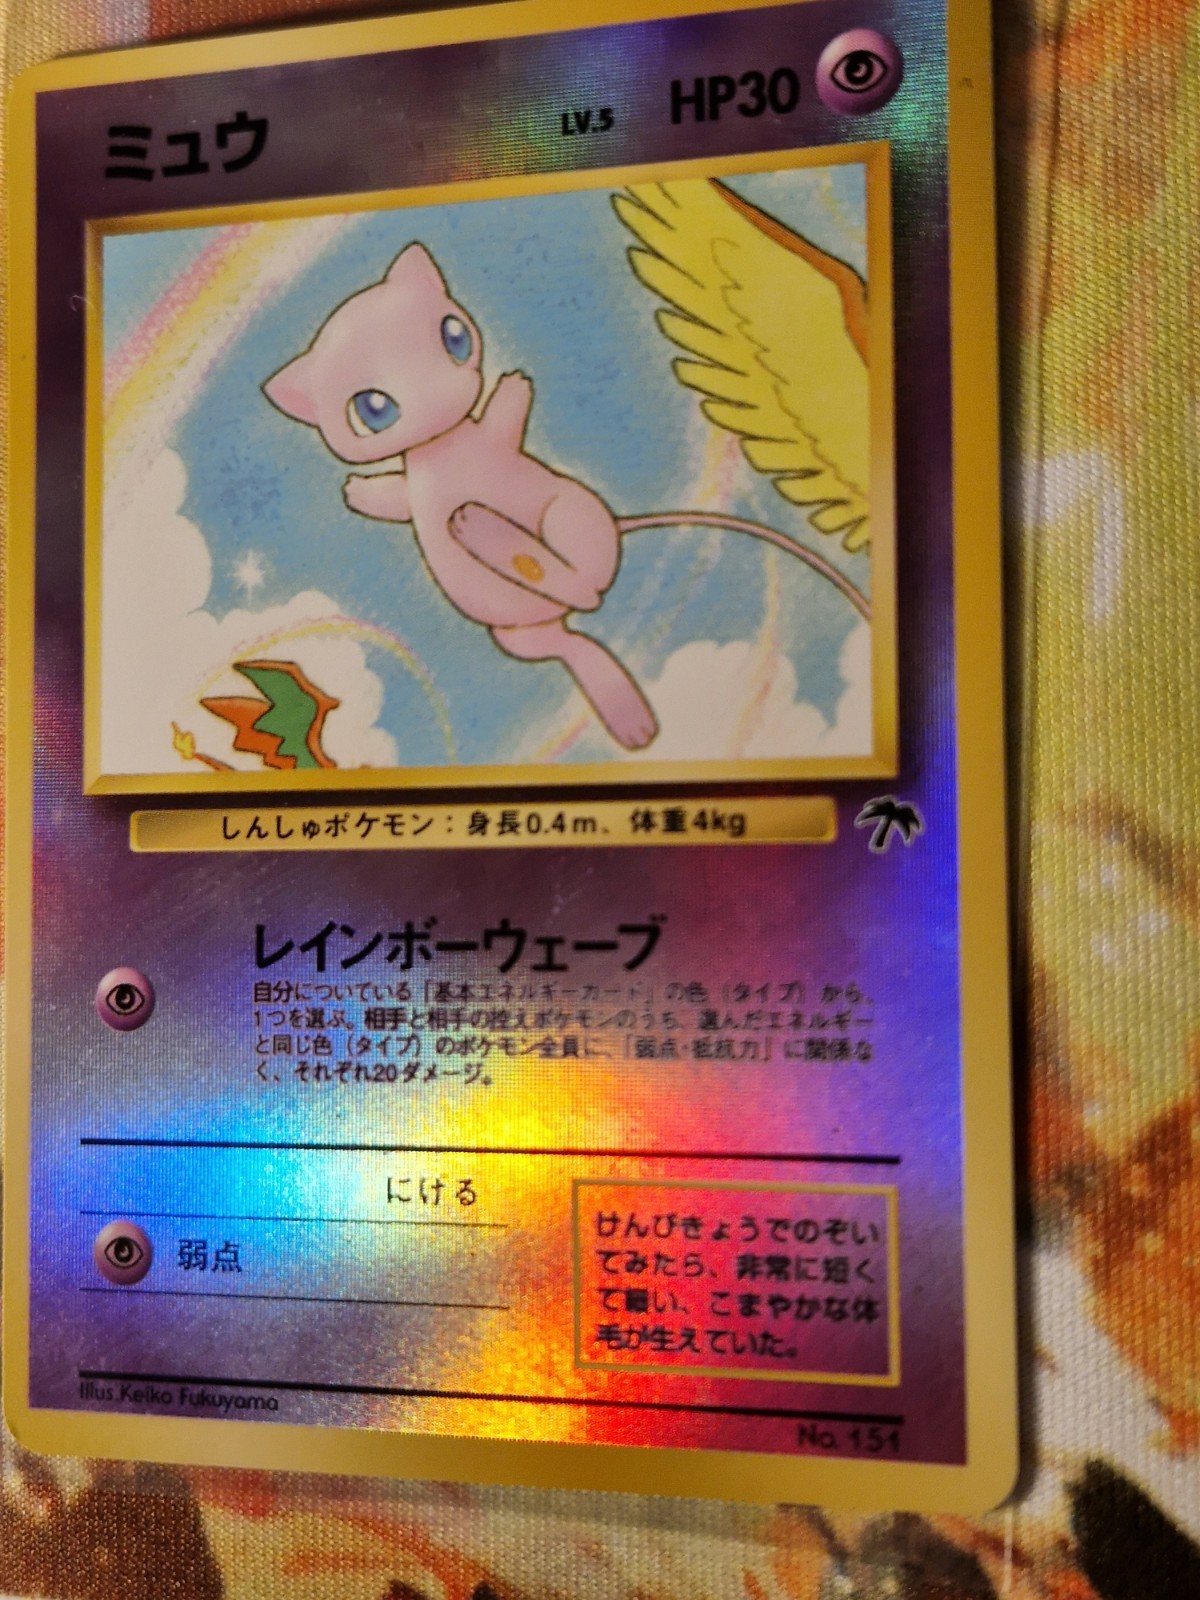 ミュウ LV.5 HP30
しんしゅポケモン：身長0.4m、体重4kg
レインボーウェーブ
自分についている「基本エネルギーカード」の色（タイプ）から、
1つを選ぶ。相手と相手の控えポケモンのうち、選んだエネルギー
と同じ色（タイプ）のポケモン全員に、「弱点・抵抗力」に関係な
く、それぞれ20ダメージ。
にげる
弱点
けんびきょうでのぞい
てみたら、非常に短く
て細い、こまやかな体
毛が生えていた。
Illus.Keiko Fukuyama
No.151